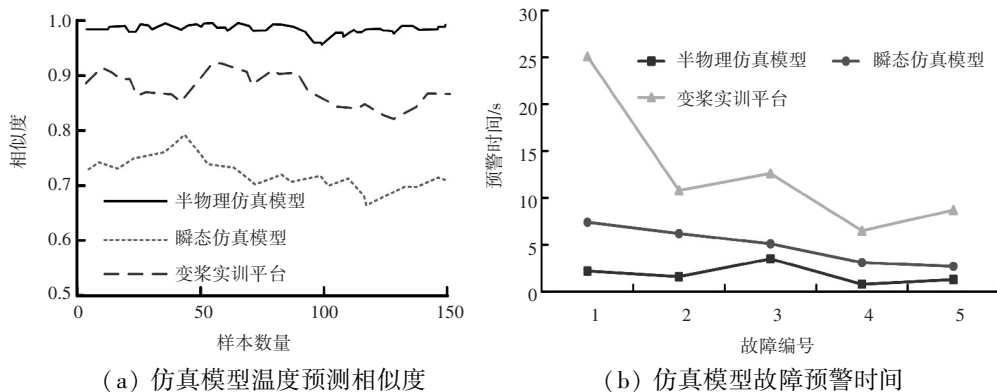 1.0
0.9
0.8
0.7
0.6
0.5
相似度
半物理仿真模型
瞬态仿真模型
变桨实训平台
0
50
100
150
样本数量
(a) 仿真模型温度预测相似度
30
25
20
15
10
5
0
预警时间/s
半物理仿真模型
瞬态仿真模型
变桨实训平台
1
2
3
4
5
故障编号
(b) 仿真模型故障预警时间